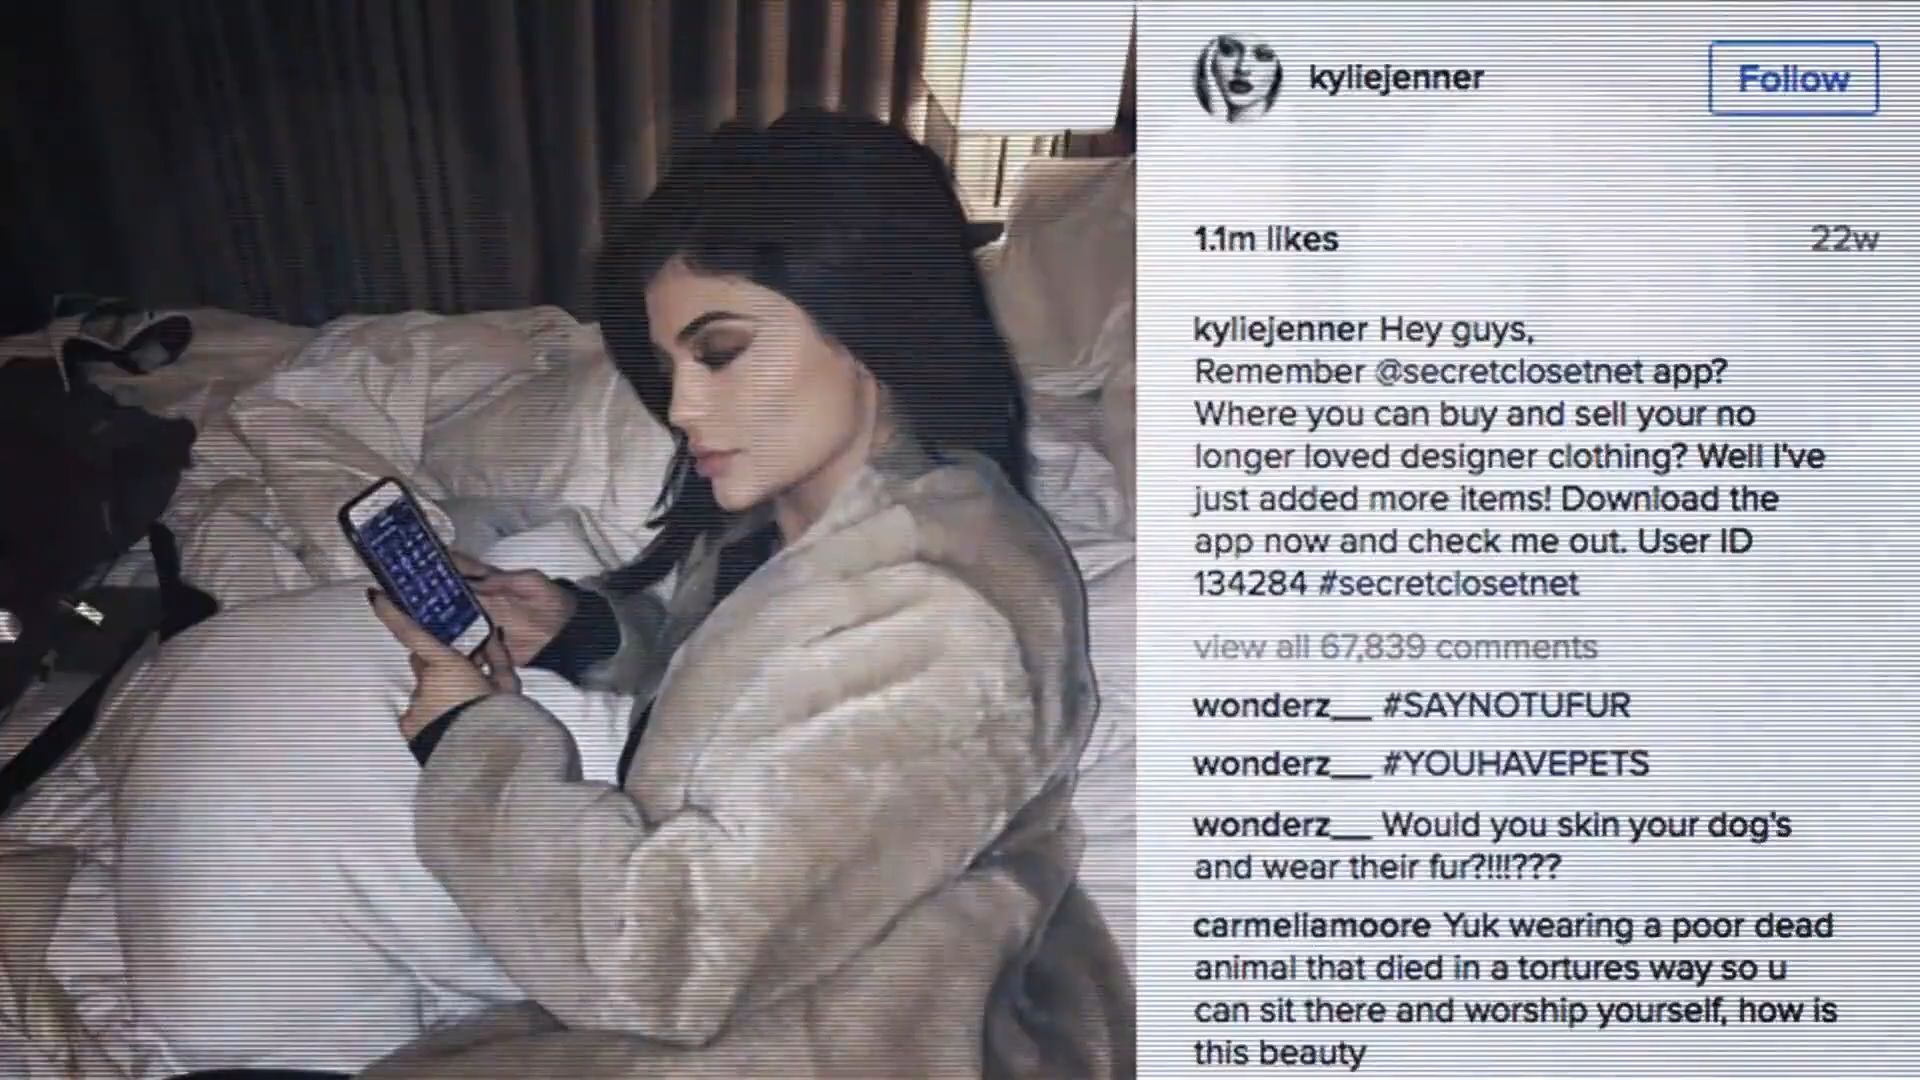 kyliejenner
Follow
1.1m likes
22w
kyliejenner Hey guys,
Remember @secretclosetnet app?
Where you can buy and sell your no
longer loved designer clothing? Well I've
just added more items! Download the
app now and check me out. User ID
134284 #secretclosetnet
view all 67,839 comments
wonderz__ #SAYNOTUFUR
wonderz__ #YOUHAVEPETS
wonderz__ Would you skin your dog's
and wear their fur?!!!???
carmellamoore Yuk wearing a poor dead
animal that died in a tortures way so u
can sit there and worship yourself, how is
this beauty